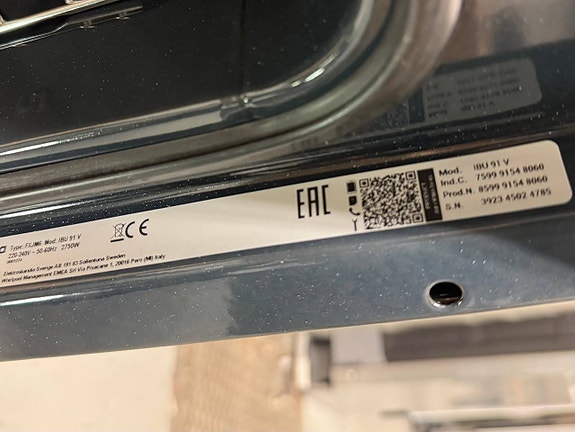 Type: FXJM6 Mod. IBU 91 V
220-240V ~ 50-60Hz 2750W
Elektroskandia Sverige AB 191 83 Sollentuna Sweden
Whirlpool Management EMEA Srl Via Pisacane 1, 20016 Pero (MI) Italy
CE
EAC
Mod. IBU 91 V
Ind.C. 7599 9154 8060
Prod.N 8599 9154 8060
S.N. 3923 4502 4785